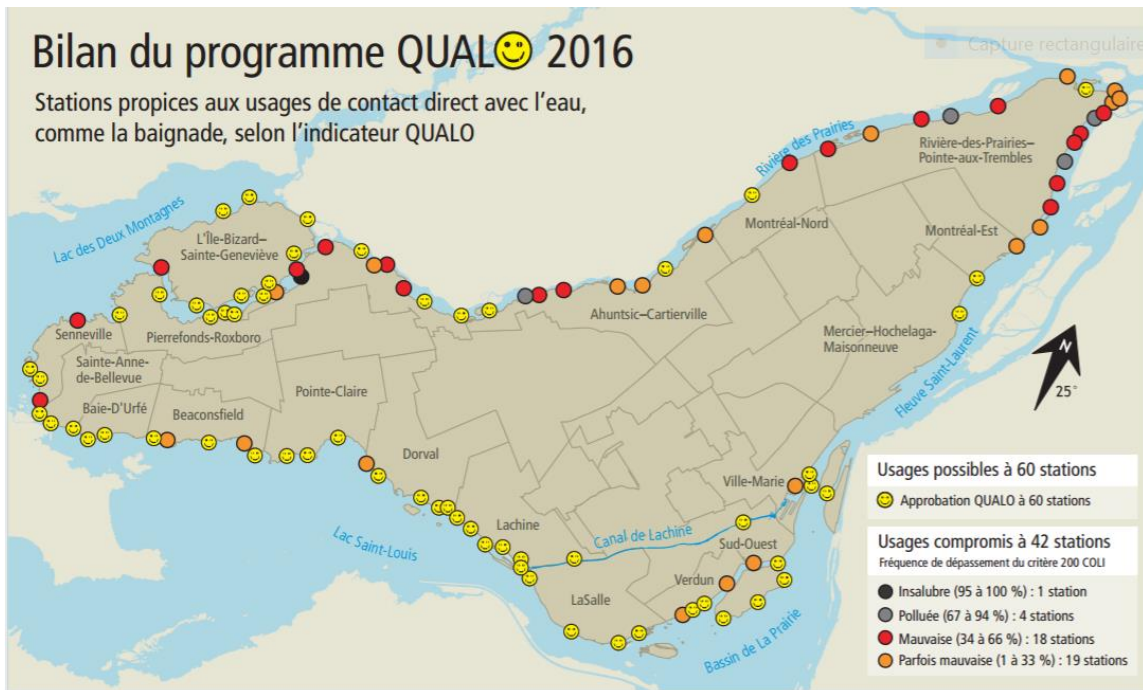 Bilan du programme QUALO 2016
Capture rectangulaire
Stations propices aux usages de contact direct avec l'eau,
comme la baignade, selon l'indicateur QUALO
Rivière des Prairies
Rivière-des-Prairies–
Pointe-aux-Trembles
Lac des Deux Montagnes
L'Île-Bizard–
Sainte-Geneviève
Montréal-Nord
Montréal-Est
Senneville
Pierrefonds-Roxboro
Ahuntsic–Cartierville
Mercier–Hochelaga-
Maisonneuve
Sainte-Anne-
de-Bellevue
Pointe-Claire
Fleuve Saint-Laurent
N
25°
Baie-D'Urfé
Beaconsfield
Dorval
Ville-Marie
Lachine
Lac Saint-Louis
Canal de Lachine
Sud-Ouest
Verdun
LaSalle
Bassin de La Prairie
Usages possibles à 60 stations
Approbation QUALO à 60 stations
Usages compromis à 42 stations
Fréquence de dépassement du critère 200 COLI
Insalubre (95 à 100 %) : 1 station
Polluée (67 à 94 %) : 4 stations
Mauvaise (34 à 66 %) : 18 stations
Parfois mauvaise (1 à 33 %) : 19 stations